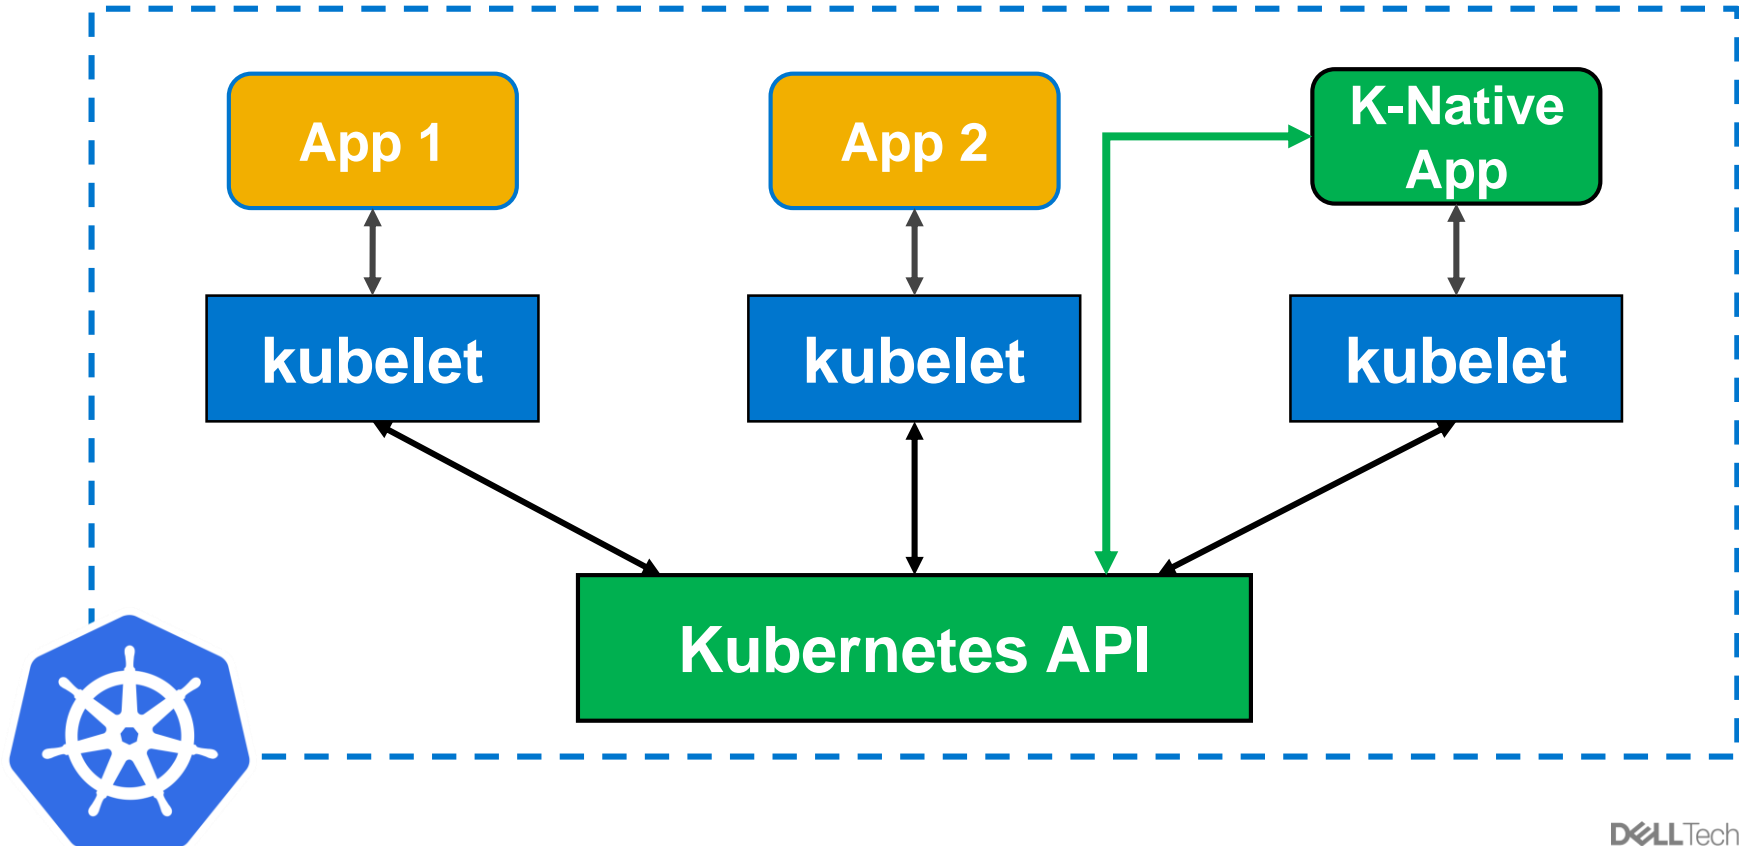 App 1
App 2
K-Native
App
kubelet
kubelet
kubelet
Kubernetes API
DELLTech